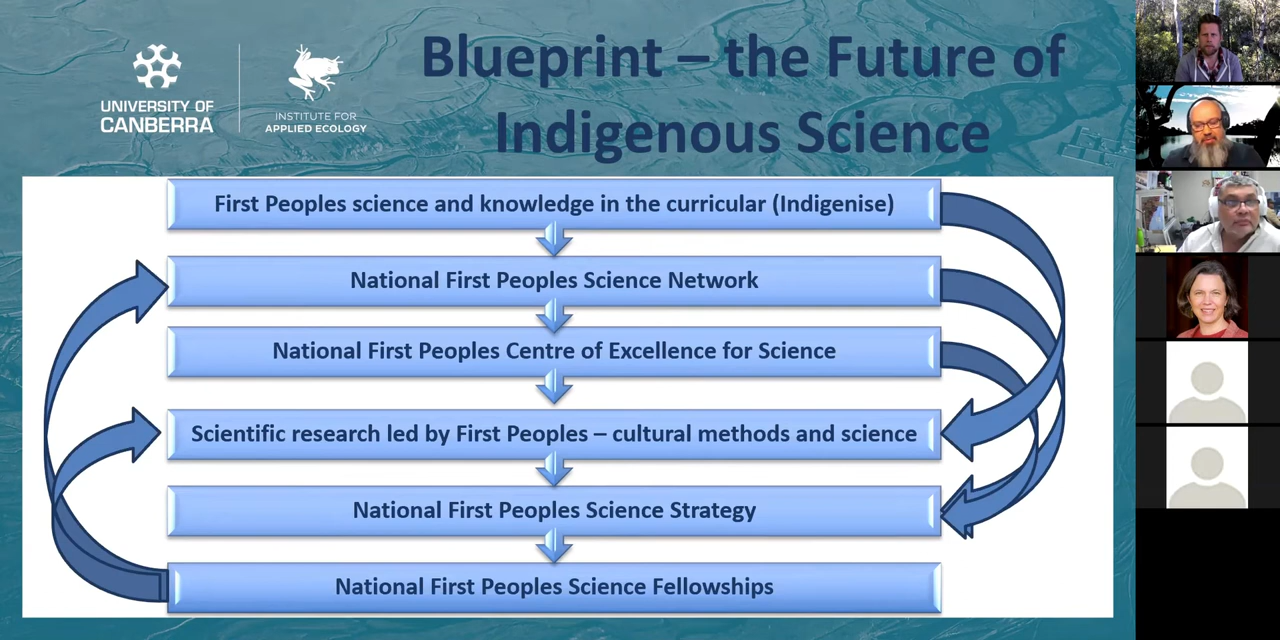 UNIVERSITY OF
CANBERRA
INSTITUTE FOR
APPLIED ECOLOGY
Blueprint – the Future of
Indigenous Science
First Peoples science and knowledge in the curricular (Indigenise)
National First Peoples Science Network
National First Peoples Centre of Excellence for Science
Scientific research led by First Peoples – cultural methods and science
National First Peoples Science Strategy
National First Peoples Science Fellowships